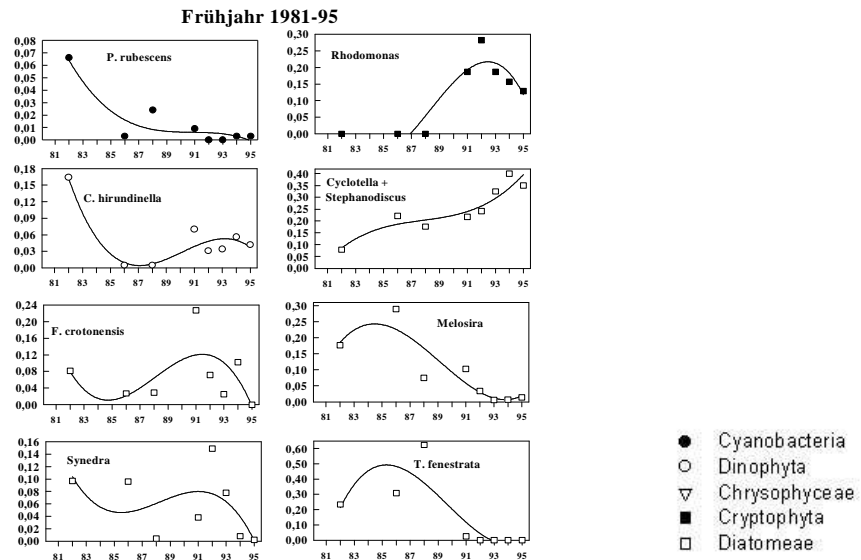 Frühjahr 1981-95
0,08
0,07
0,06
0,05
0,04
0,03
0,02
0,01
0,00
P. rubescens
81 83 85 87 89 91 93 95
0,30
0,25
0,20
0,15
0,10
0,05
0,00
Rhodomonas
81 83 85 87 89 91 93 95
0,18
0,15
0,12
0,09
0,06
0,03
0,00
C. hirundinella
81 83 85 87 89 91 93 95
0,40
0,35
0,30
0,25
0,20
0,15
0,10
0,05
0,00
Cyclotella +
Stephanodiscus
81 83 85 87 89 91 93 95
0,24
0,20
0,16
0,12
0,08
0,04
0,00
F. crotonensis
81 83 85 87 89 91 93 95
0,30
0,25
0,20
0,15
0,10
0,05
0,00
Melosira
81 83 85 87 89 91 93 95
0,16
0,14
0,12
0,10
0,08
0,06
0,04
0,02
0,00
Synedra
81 83 85 87 89 91 93 95
0,60
0,50
0,40
0,30
0,20
0,10
0,00
T. fenestrata
81 83 85 87 89 91 93 95
Cyanobacteria
Dinophyta
Chrysophyceae
Cryptophyta
Diatomeae